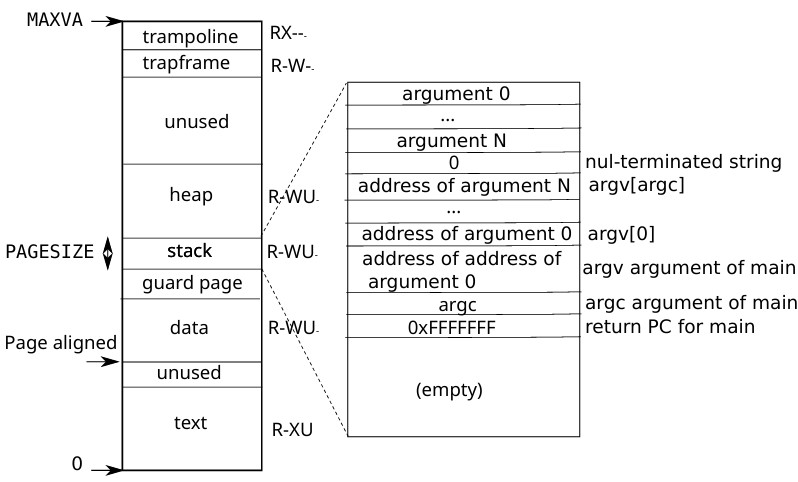 MAXVA
trampoline
RX--
trapframe
R-W-
unused
heap
R-WU
PAGESIZE
stack
R-WU
guard page
data
R-WU
Page aligned
unused
text
R-XU
0
argument 0
...
argument N
0
nul-terminated string
address of argument N
argv[argc]
...
address of argument 0
argv[0]
address of address of
argument 0
argv argument of main
argc
argc argument of main
0xFFFFFFF
return PC for main
(empty)